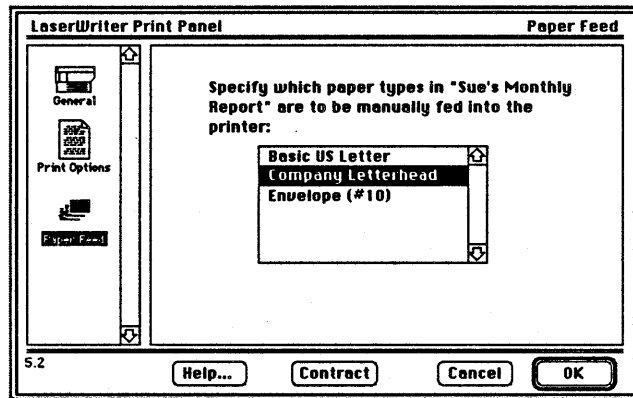 LaserWriter Print Panel Paper Feed
General
Print Options
Paper Feed
Specify which paper types in "Sue's Monthly
Report" are to be manually fed into the
printer:
Basic US Letter
Company Letterhead
Envelope (#10)
5.2
Help... Contract Cancel OK